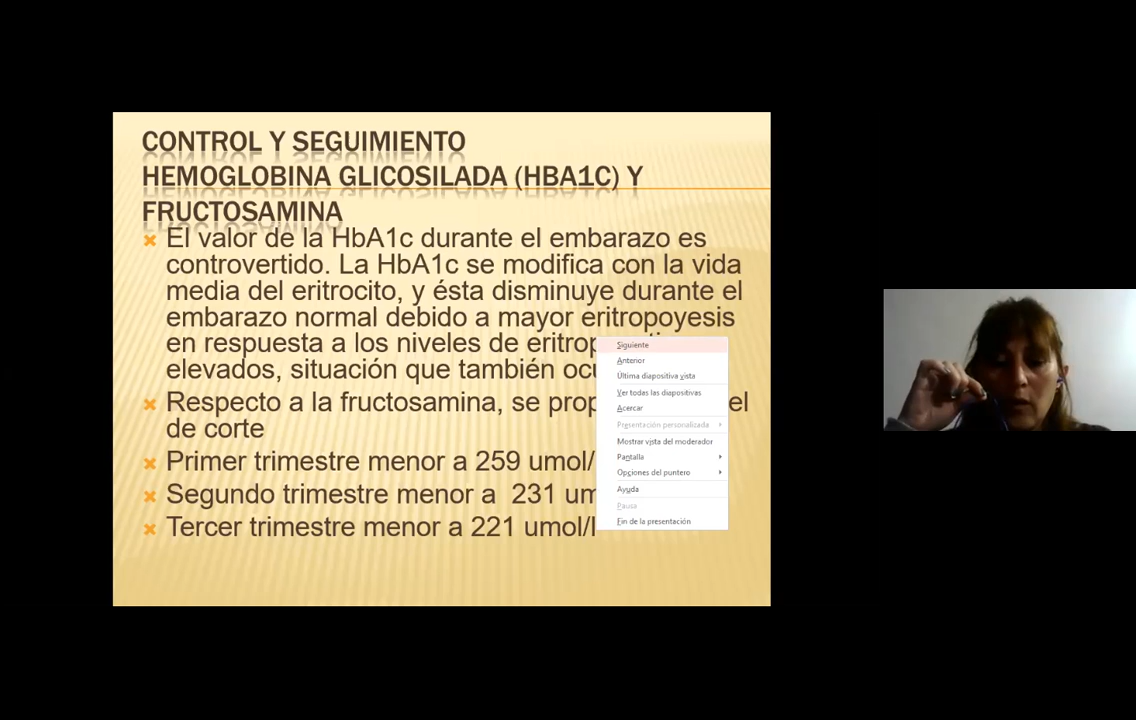 CONTROL Y SEGUIMIENTO
HEMOGLOBINA GLICOSILADA (HBA1C) Y
FRUCTOSAMINA
El valor de la HbA1c durante el embarazo es
controvertido. La HbA1c se modifica con la vida
media del eritrocito, y ésta disminuye durante el
embarazo normal debido a mayor eritropoyesis
en respuesta a los niveles de
elevados, situación que también
Respecto a la fructosamina, se el
de corte
Primer trimestre menor a 259 umol/
Segundo trimestre menor a 231
Tercer trimestre menor a 221 umol/l
Siguiente
Anterior
Última diapositiva vista
Ver todas las diapositivas
Acercar
Presentación personalizada
Mostrar vista del moderador
Pantalla
Opciones del puntero
Ayuda
Pausa
Fin de la presentación